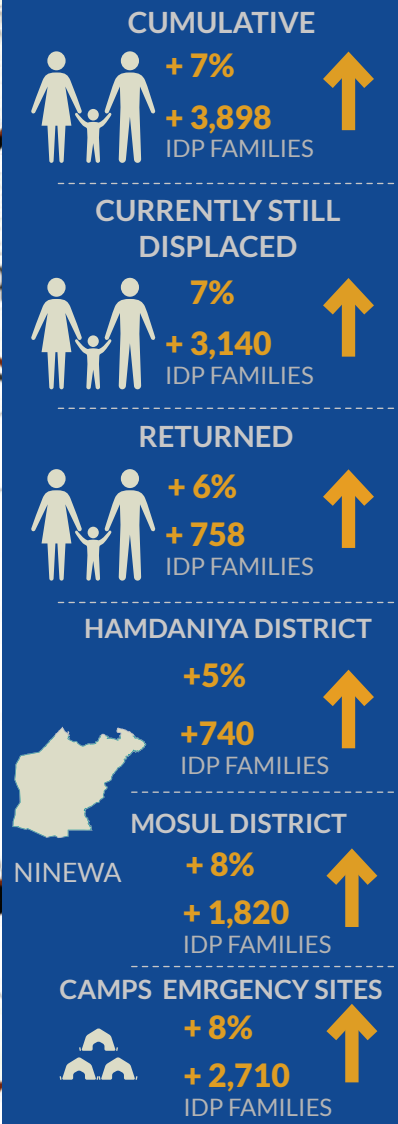 CUMULATIVE
+ 7%
+ 3,898
IDP FAMILIES
CURRENTLY STILL
DISPLACED
7%
+ 3,140
IDP FAMILIES
RETURNED
+ 6%
+ 758
IDP FAMILIES
HAMDANIYA DISTRICT
+5%
+740
IDP FAMILIES
MOSUL DISTRICT
NINEWA
+ 8%
+ 1,820
IDP FAMILIES
CAMPS EMRGENCY SITES
+ 8%
+ 2,710
IDP FAMILIES